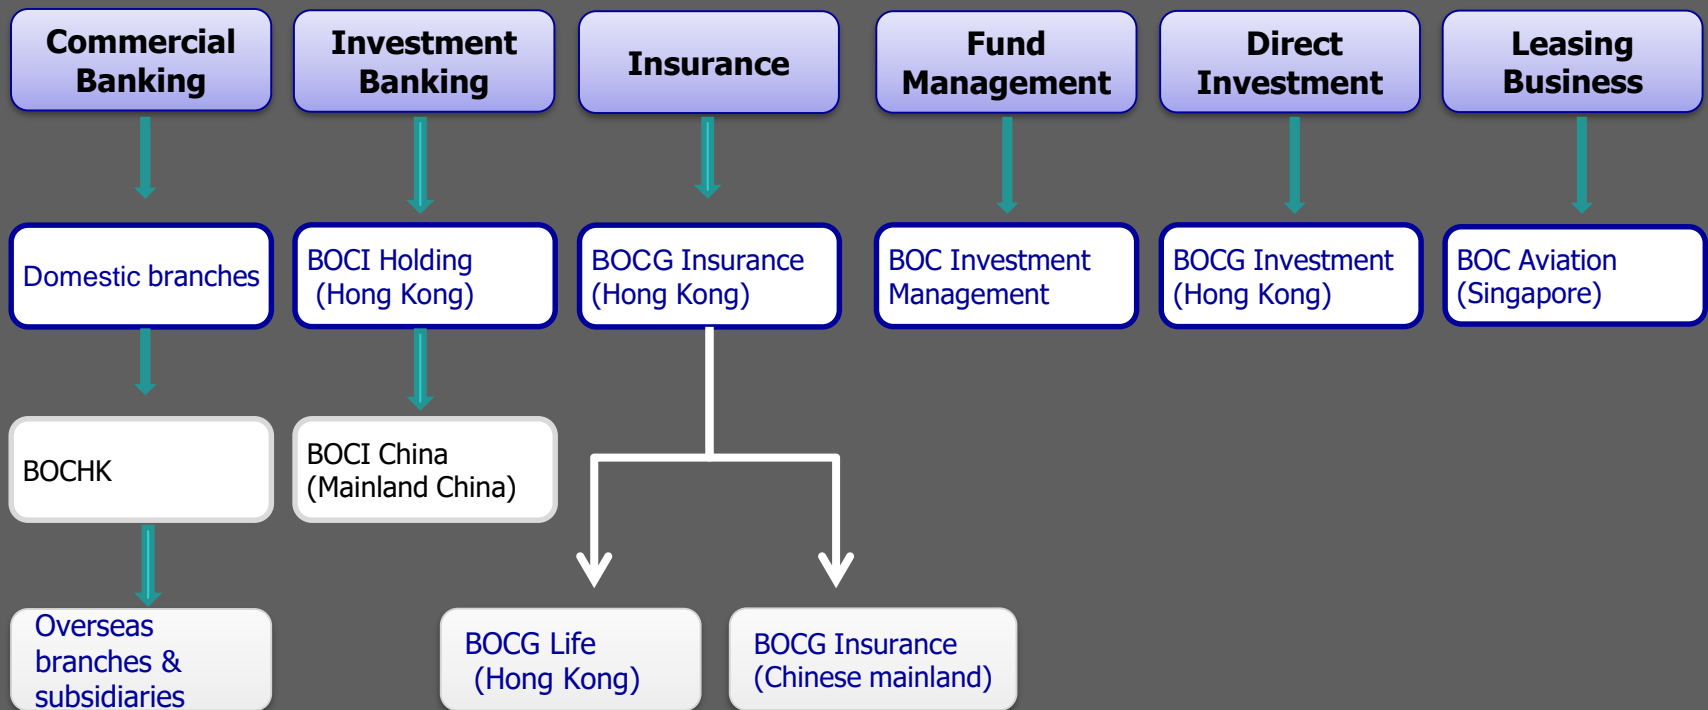 Commercial
Banking
Investment
Banking
Insurance
Fund
Management
Direct
Investment
Leasing
Business
Domestic branches
BOCI Holding
(Hong Kong)
BOCG Insurance
(Hong Kong)
BOC Investment
Management
BOCG Investment
(Hong Kong)
BOC Aviation
(Singapore)
BOCHK
BOCI China
(Mainland China)
Overseas
branches &
subsidiaries
BOCG Life
(Hong Kong)
BOCG Insurance
(Chinese mainland)